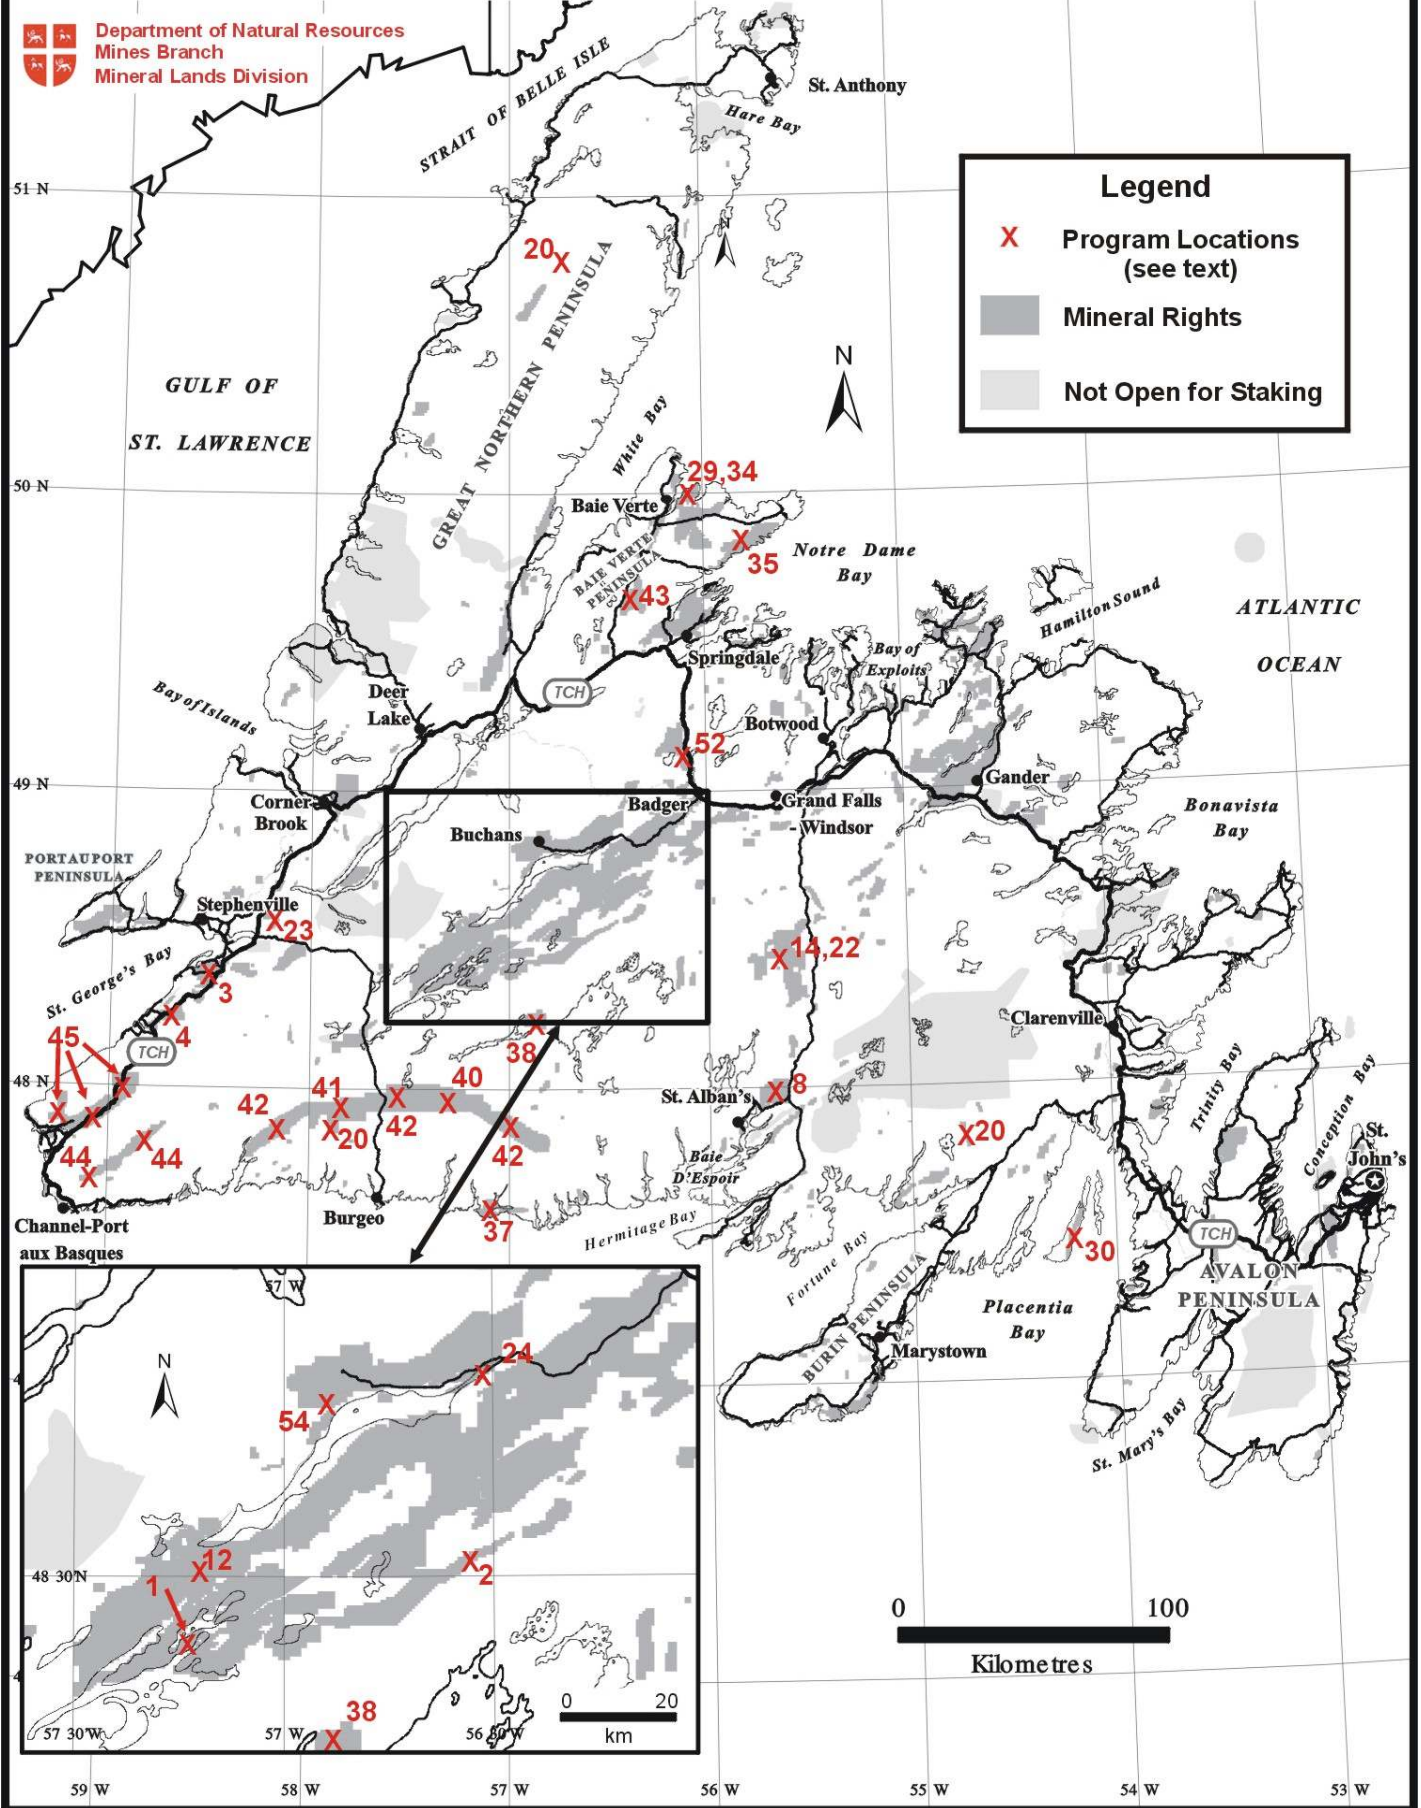 Department of Natural Resources
Mines Branch
Mineral Lands Division
STRAIT OF BELLE ISLE
St. Anthony
Hare Bay
51 N
Legend
X Program Locations
(see text)
Mineral Rights
Not Open for Staking
N
20 X
GREAT NORTHERN PENINSULA
N
GULF OF
ST. LAWRENCE
White Bay
50 N
29,34
X
Baie Verte
X
35
Notre Dame
Bay
BAIE VERTE
PENINSULA
X 43
Hamilton Sound
ATLANTIC
OCEAN
Springdale
Bay of
Exploits
TCH
Deer
Lake
Bay of Islands
Botwood
X 52
49 N
Gander
Corner
Brook
Badger
Grand Falls
- Windsor
Bonavista
Bay
Buchans
PORT AU PORT
PENINSULA
Stephenville
X 23
14,22
X
St. George's Bay
X
3
X
4
Clarenville
45
TCH
X
38
48 N
X X X
42
X
41
X
X
20
X
42
40
X
X
42
St. Alban's
X 8
Trinity Bay
Conception Bay
St.
John's
44
X
X
44
Baie
D'Espoir
X 20
Channel-Port
aux Basques
Burgeo
X
37
Hermitage Bay
Fortune Bay
X
30
TCH
AVALON
PENINSULA
BURIN PENINSULA
Placentia
Bay
Marystown
St. Mary's Bay
57 W
N
24
X
54
X
12
X
48 30'N
X
2
1
X
38
X
0 20
km
57 30'W
57 W
56 30'W
0 100
Kilometres
59 W
58 W
57 W
56 W
55 W
54 W
53 W